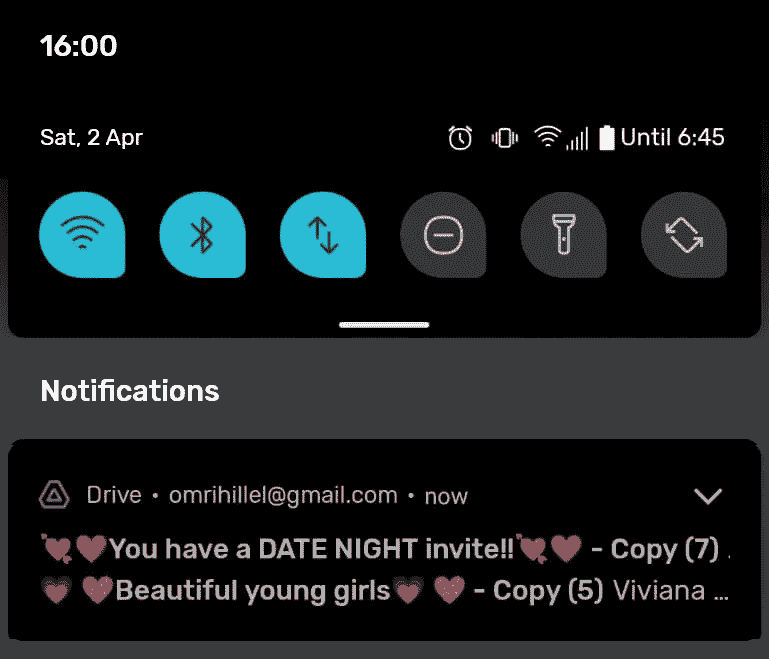 16:00
Sat, 2 Apr Until 6:45
Notifications
Drive • omrihillel@gmail.com • now
💘💗You have a DATE NIGHT invite!!💘💗 - Copy (7) .
💗 💖Beautiful young girls💗 💖 - Copy (5) Viviana ...